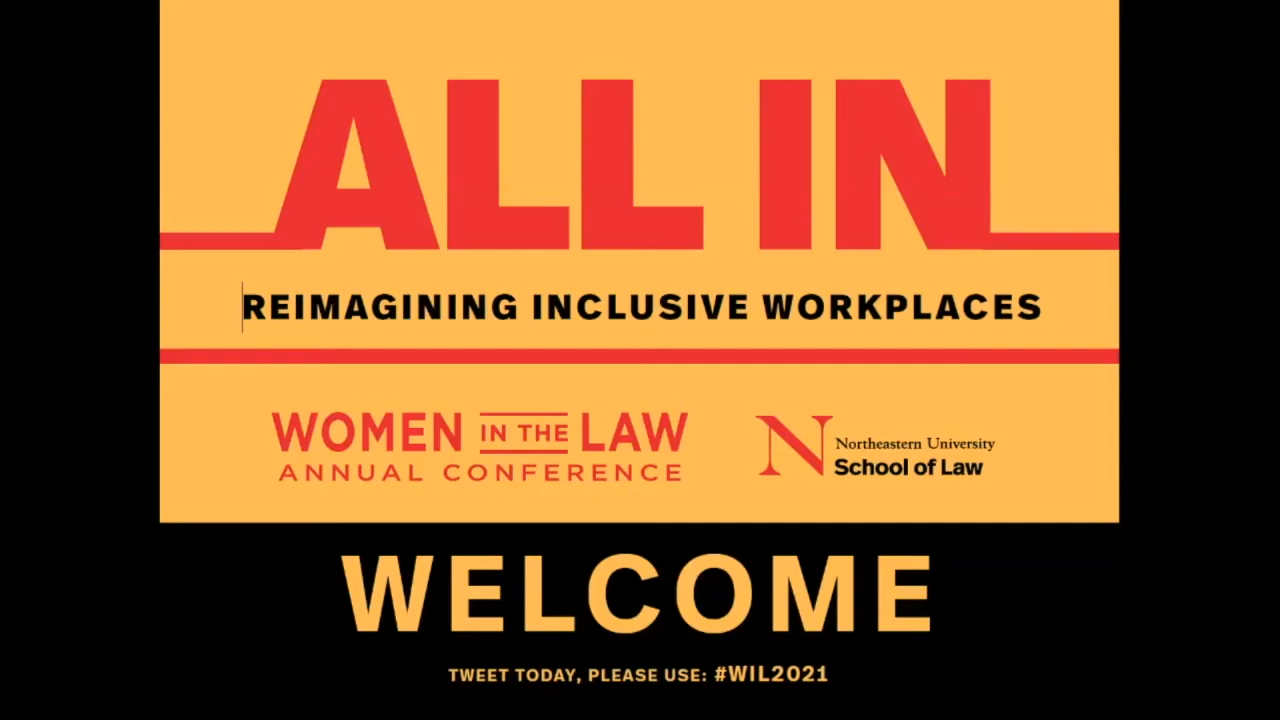 ALL IN
REIMAGINING INCLUSIVE WORKPLACES
WOMEN IN THE LAW
ANNUAL CONFERENCE
N Northeastern University
School of Law
WELCOME
TWEET TODAY, PLEASE USE: #WIL2021